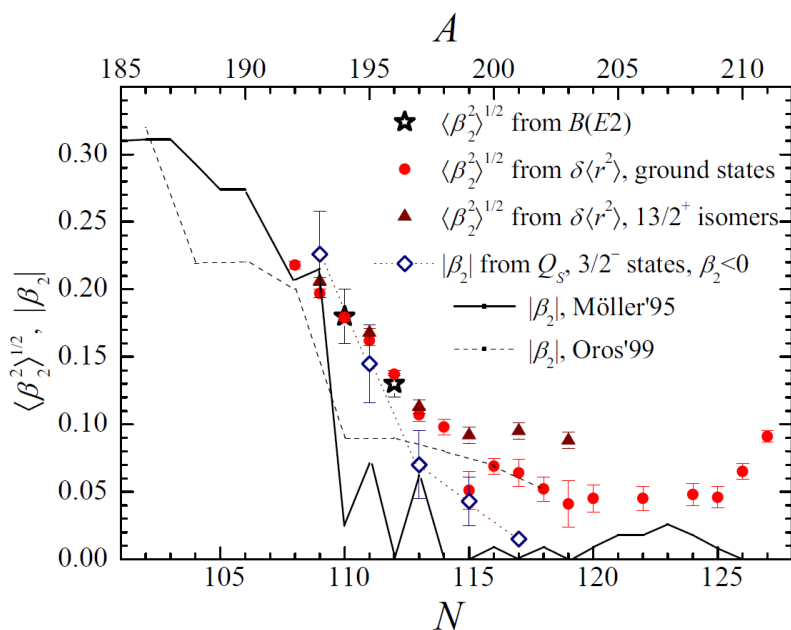 A
185 190 195 200 205 210
⟨β₂²⟩^1/2 from B(E2)
⟨β₂²⟩^1/2 from δ⟨r²⟩, ground states
⟨β₂²⟩^1/2 from δ⟨r²⟩, 13/2⁺ isomers
|β₂| from Q_S, 3/2⁻ states, β₂<0
|β₂|, Möller'95
|β₂|, Oros'99
⟨β₂²⟩^1/2, |β₂|
0.30
0.25
0.20
0.15
0.10
0.05
0.00
105 110 115 120 125
N